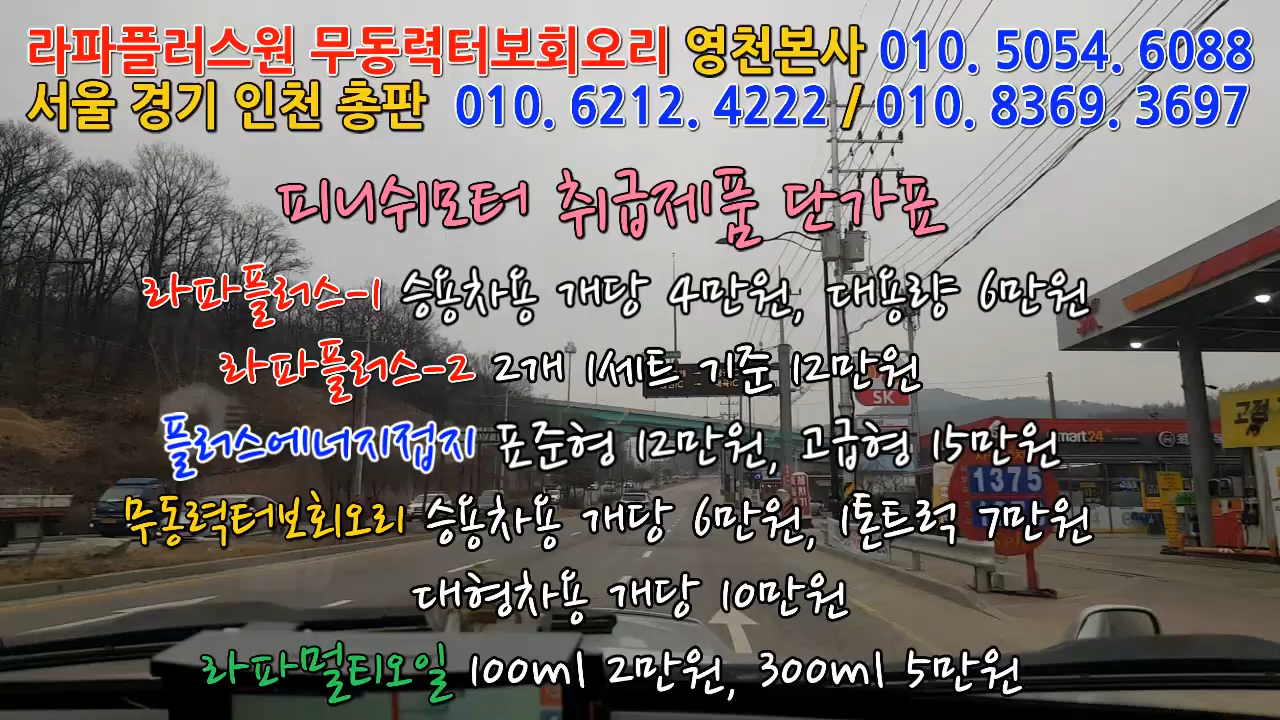 라파플러스원 무동력터보회오리 영천본사 010. 5054. 6088
서울 경기 인천 총판 010. 6212. 4222 / 010. 8369. 3697
피니쉬모터 취급제품 단가표
라파플러스-1 승용차용 개당 4만원, 대용량 6만원
라파플러스-2 2개 1세트 기준 12만원
SK
SK
고정
플러스에너지접지 표준형 12만원, 고급형 15만원
mart24
1375
무동력터보회오리 승용차용 개당 6만원, 1톤트럭 7만원
대형차용 개당 10만원
라파멀티오일 100ml 2만원, 300ml 5만원